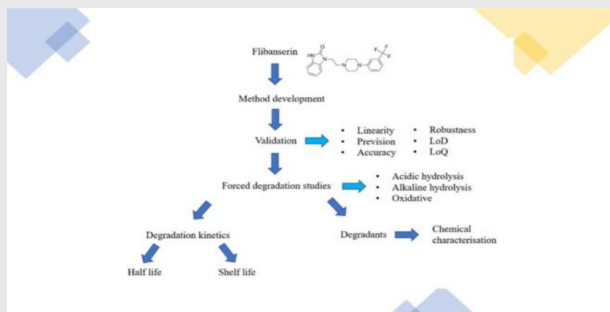 Flibanserin
Method development
Validation
• Linearity
• Prevision
• Accuracy
• Robustness
• LoD
• LoQ
Forced degradation studies
• Acidic hydrolysis
• Alkaline hydrolysis
• Oxidative
Degradation kinetics
Degradants
Chemical
characterisation
Half life
Shelf life